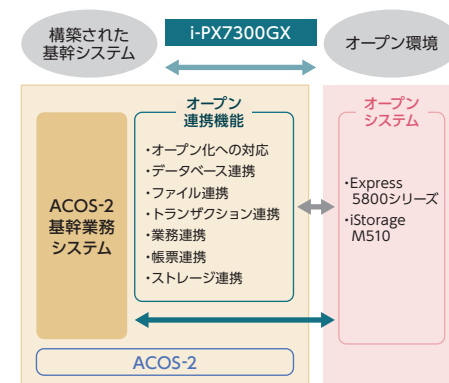 構築された
基幹システム
i-PX7300GX
オープン環境
オープン
連携機能
・オープン化への対応
・データベース連携
・ファイル連携
・トランザクション連携
・業務連携
・帳票連携
・ストレージ連携
ACOS-2
基幹業務
システム
オープン
システム
・Express
5800シリーズ
・iStorage
M510
ACOS-2